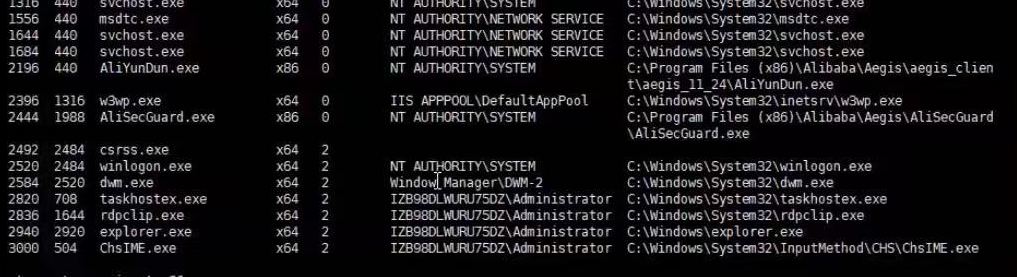 1316 440 svchost.exe x64 0 NT AUTHORITY\SYSTEM C:\Windows\System32\svchost.exe
1556 440 msdtc.exe x64 0 NT AUTHORITY\NETWORK SERVICE C:\Windows\System32\msdtc.exe
1644 440 svchost.exe x64 0 NT AUTHORITY\NETWORK SERVICE C:\Windows\System32\svchost.exe
1684 440 svchost.exe x64 0 NT AUTHORITY\NETWORK SERVICE C:\Windows\System32\svchost.exe
2196 440 AliYunDun.exe x86 0 NT AUTHORITY\SYSTEM C:\Program Files (x86)\Alibaba\Aegis\aegis_clien
t\aegis_11_24\AliYunDun.exe
2396 1316 w3wp.exe x64 0 IIS APPPOOL\DefaultAppPool C:\Windows\System32\inetsrv\w3wp.exe
2444 1988 AliSecGuard.exe x86 0 NT AUTHORITY\SYSTEM C:\Program Files (x86)\Alibaba\Aegis\AliSecGuard
\AliSecGuard.exe
2492 2484 csrss.exe x64 2
2520 2484 winlogon.exe x64 2 NT AUTHORITY\SYSTEM C:\Windows\System32\winlogon.exe
2584 2520 dwm.exe x64 2 Window Manager\DWM-2 C:\Windows\System32\dwm.exe
2820 708 taskhostex.exe x64 2 IZB98DLWURU75DZ\Administrator C:\Windows\System32\taskhostex.exe
2836 1644 rdpclip.exe x64 2 IZB98DLWURU75DZ\Administrator C:\Windows\System32\rdpclip.exe
2940 2920 explorer.exe x64 2 IZB98DLWURU75DZ\Administrator C:\Windows\explorer.exe
3000 504 ChsIME.exe x64 2 IZB98DLWURU75DZ\Administrator C:\Windows\System32\InputMethod\CHS\ChsIME.exe